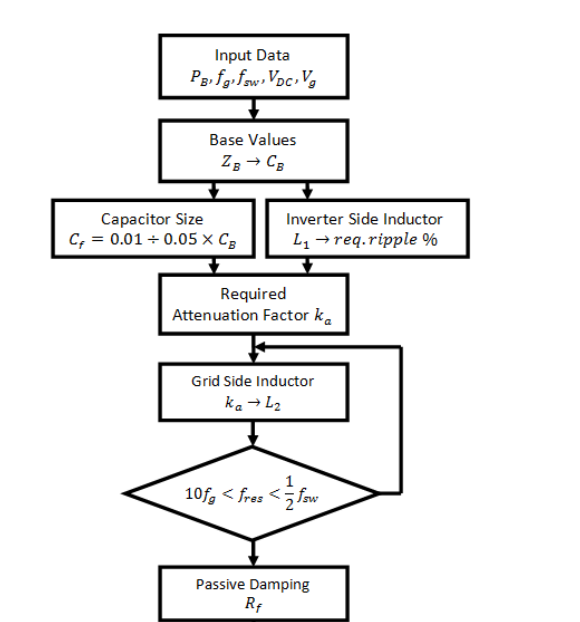 Input Data
P_B, f_g, f_sw, V_DC, V_g
Base Values
Z_B → C_B
Capacitor Size
C_f = 0.01 ÷ 0.05 × C_B
Inverter Side Inductor
L_1 → req. ripple %
Required
Attenuation Factor k_a
Grid Side Inductor
k_a → L_2
10f_g < f_res < 1/2 f_sw
Passive Damping
R_f